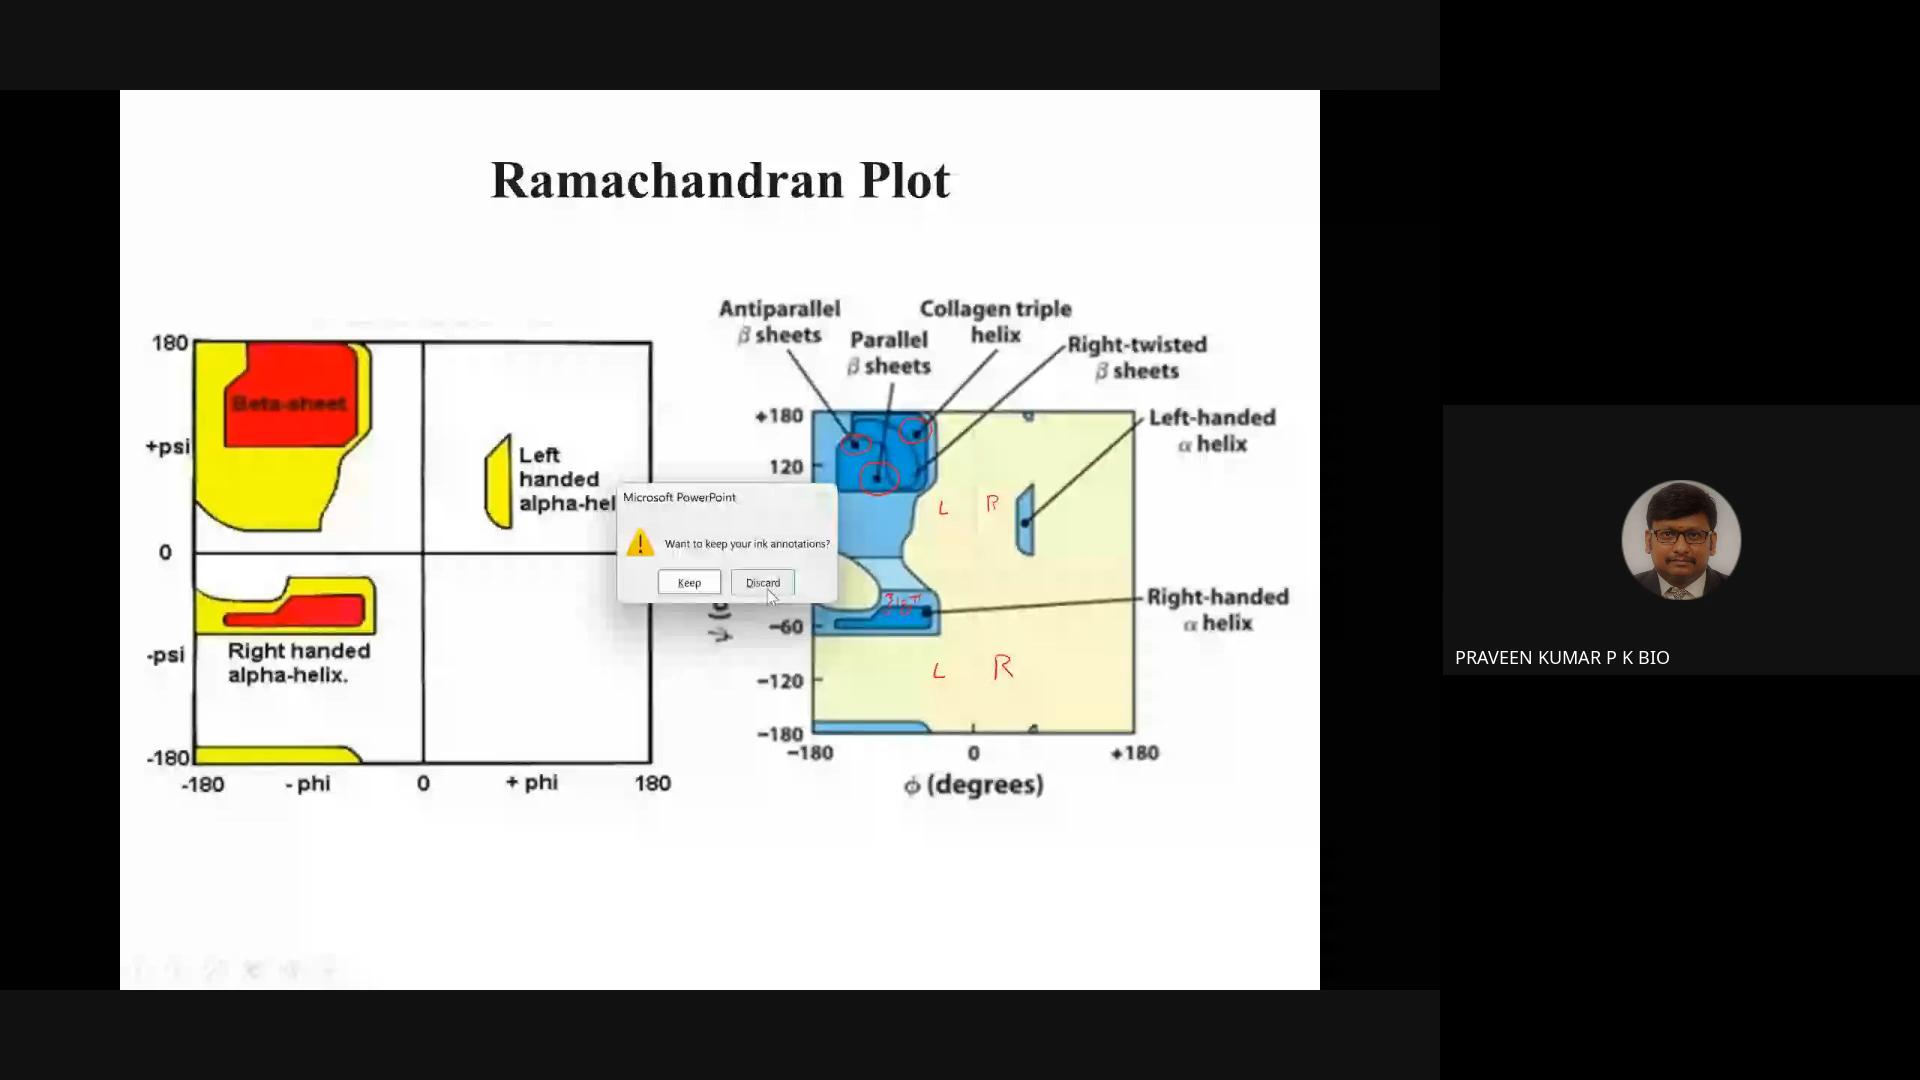 Ramachandran Plot
180
+psi
0
-psi
-180
-180
- phi
0
+ phi
180
Beta-sheet
Left
handed
alpha-hel
Right handed
alpha-helix.
Antiparallel
β sheets
Parallel
β sheets
Collagen triple
helix
Right-twisted
β sheets
Left-handed
α helix
Right-handed
α helix
+180
120
−60
−120
−180
−180
0
+180
ϕ (degrees)
L R
L R
Microsoft PowerPoint
Want to keep your ink annotations?
Keep
Discard
PRAVEEN KUMAR P K BIO